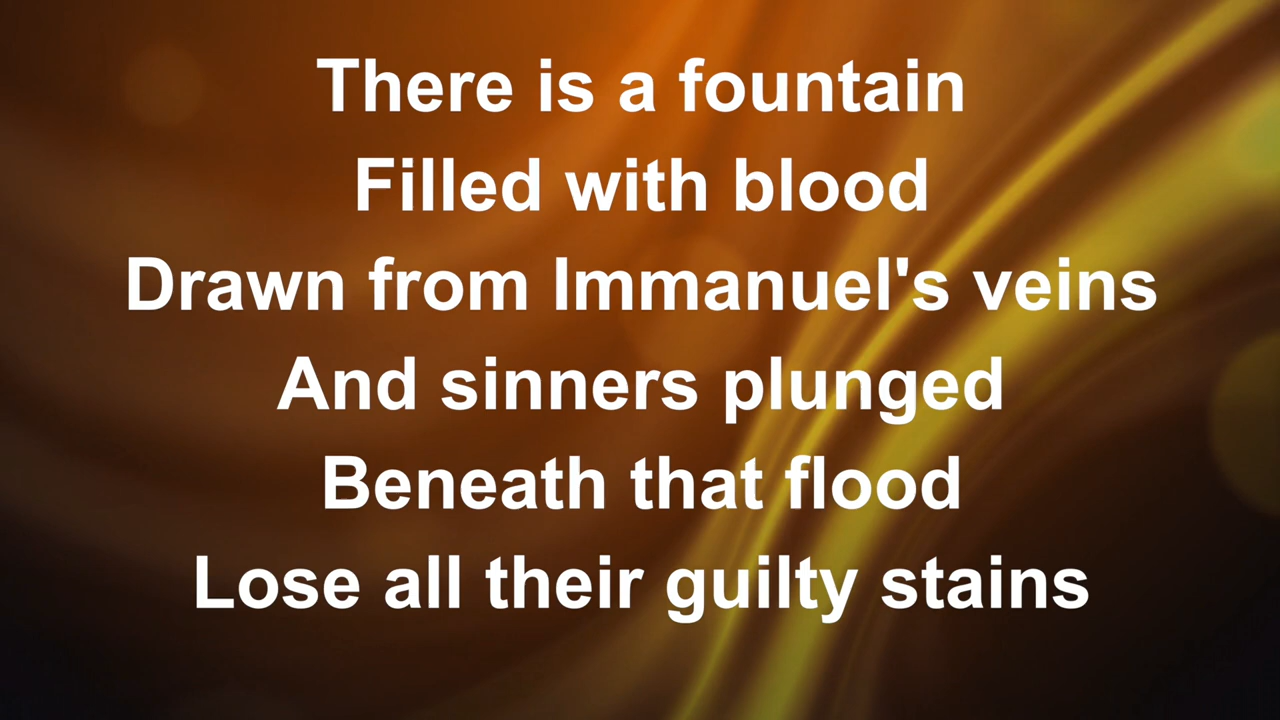 There is a fountain
Filled with blood
Drawn from Immanuel's veins
And sinners plunged
Beneath that flood
Lose all their guilty stains